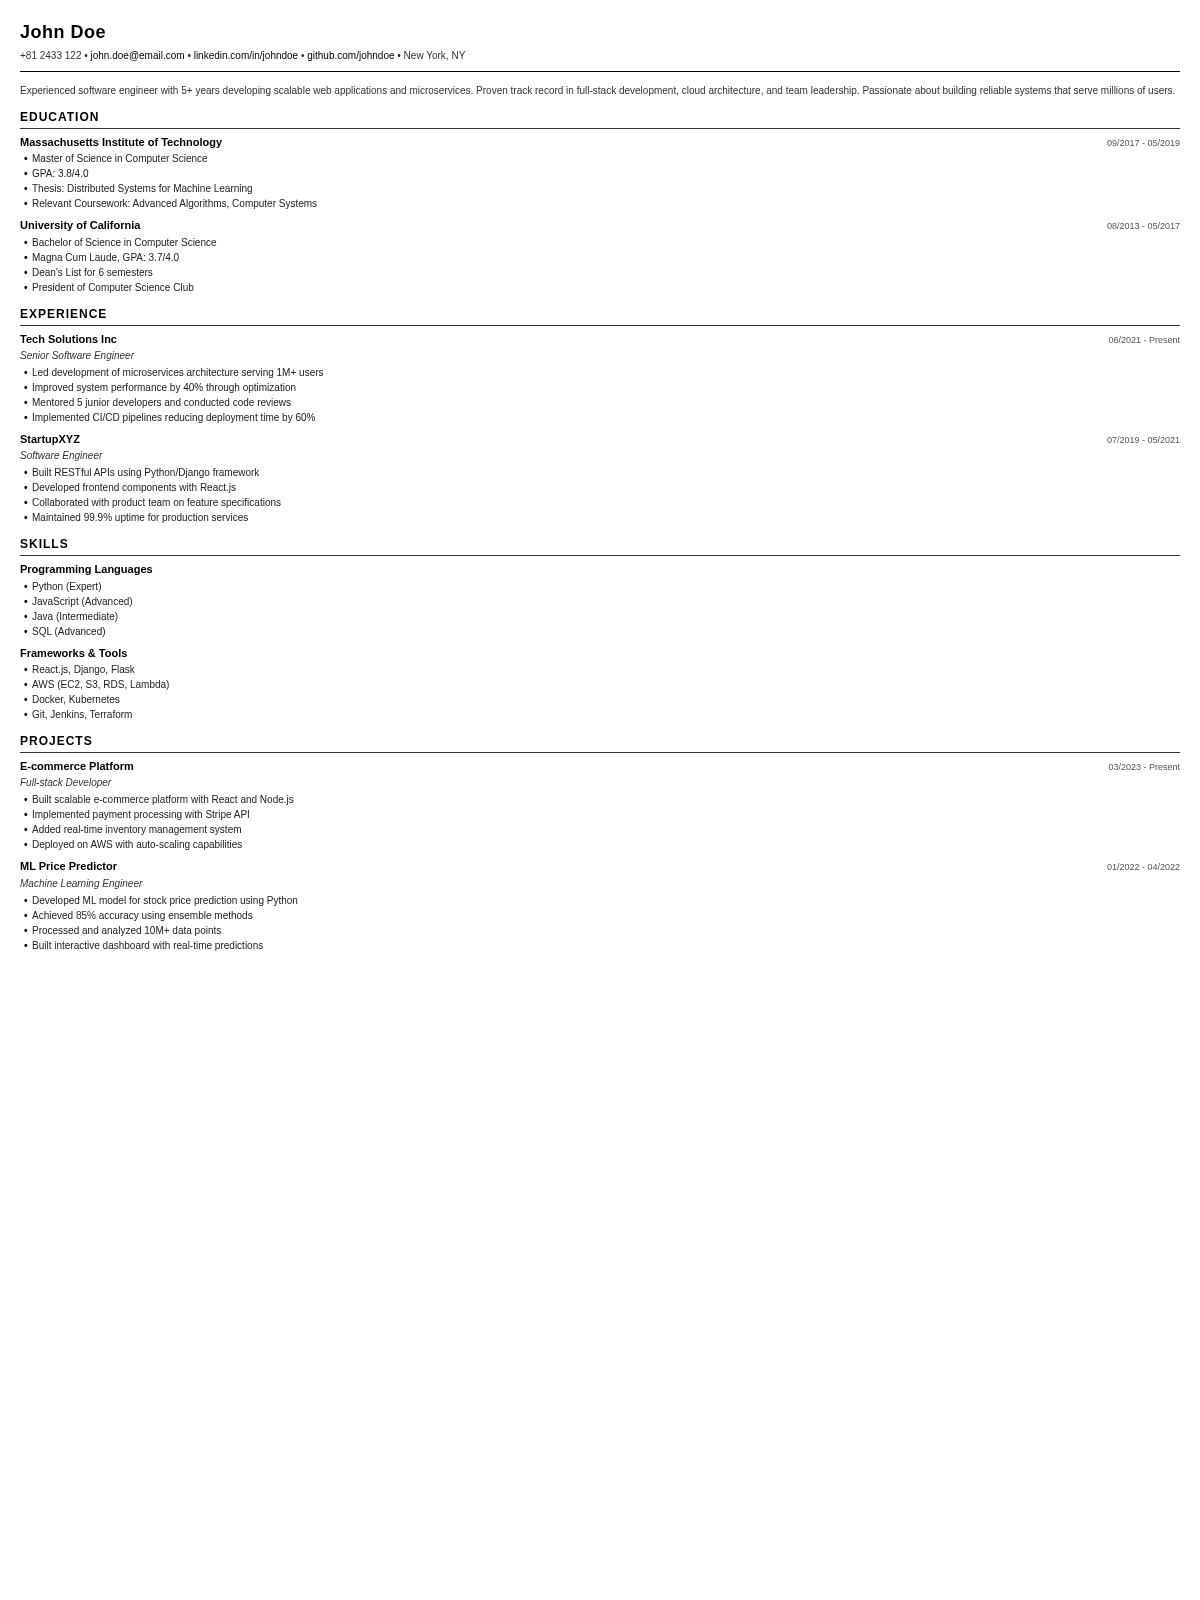 John Doe
+81 2433 122 • john.doe@email.com • linkedin.com/in/johndoe • github.com/johndoe • New York, NY
Experienced software engineer with 5+ years developing scalable web applications and microservices. Proven track record in full-stack development, cloud architecture, and team leadership. Passionate about building reliable systems that serve millions of users.
EDUCATION
Massachusetts Institute of Technology 09/2017 - 05/2019
• Master of Science in Computer Science
• GPA: 3.8/4.0
• Thesis: Distributed Systems for Machine Learning
• Relevant Coursework: Advanced Algorithms, Computer Systems
University of California 08/2013 - 05/2017
• Bachelor of Science in Computer Science
• Magna Cum Laude, GPA: 3.7/4.0
• Dean's List for 6 semesters
• President of Computer Science Club
EXPERIENCE
Tech Solutions Inc 06/2021 - Present
Senior Software Engineer
• Led development of microservices architecture serving 1M+ users
• Improved system performance by 40% through optimization
• Mentored 5 junior developers and conducted code reviews
• Implemented CI/CD pipelines reducing deployment time by 60%
StartupXYZ 07/2019 - 05/2021
Software Engineer
• Built RESTful APIs using Python/Django framework
• Developed frontend components with React.js
• Collaborated with product team on feature specifications
• Maintained 99.9% uptime for production services
SKILLS
Programming Languages
• Python (Expert)
• JavaScript (Advanced)
• Java (Intermediate)
• SQL (Advanced)
Frameworks & Tools
• React.js, Django, Flask
• AWS (EC2, S3, RDS, Lambda)
• Docker, Kubernetes
• Git, Jenkins, Terraform
PROJECTS
E-commerce Platform 03/2023 - Present
Full-stack Developer
• Built scalable e-commerce platform with React and Node.js
• Implemented payment processing with Stripe API
• Added real-time inventory management system
• Deployed on AWS with auto-scaling capabilities
ML Price Predictor 01/2022 - 04/2022
Machine Learning Engineer
• Developed ML model for stock price prediction using Python
• Achieved 85% accuracy using ensemble methods
• Processed and analyzed 10M+ data points
• Built interactive dashboard with real-time predictions